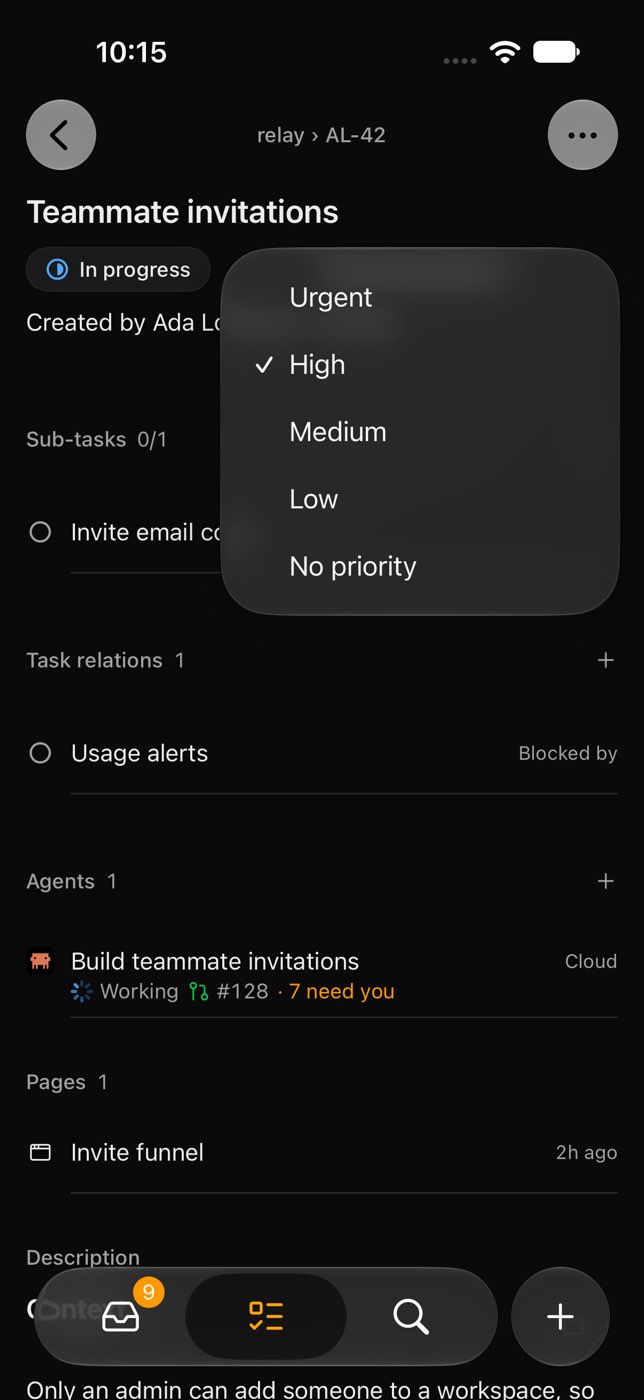 10:15
relay › AL-42
Teammate invitations
In progress
Urgent
Created by Ada
High
Sub-tasks 0/1
Medium
Low
Invite email
No priority
Task relations 1
Usage alerts
Blocked by
Agents 1
Build teammate invitations
Cloud
Working #128 · 7 need you
Pages 1
Invite funnel
2h ago
Description
9
Only an admin can add someone to a workspace, so